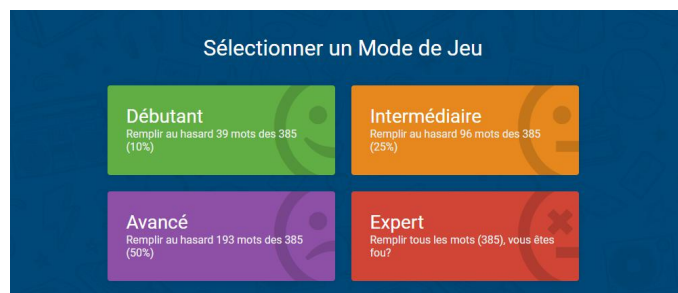 Sélectionner un Mode de Jeu
Débutant
Remplir au hasard 39 mots des 385
(10%)
Intermédiaire
Remplir au hasard 96 mots des 385
(25%)
Avancé
Remplir au hasard 193 mots des 385
(50%)
Expert
Remplir tous les mots (385), vous êtes
fou?